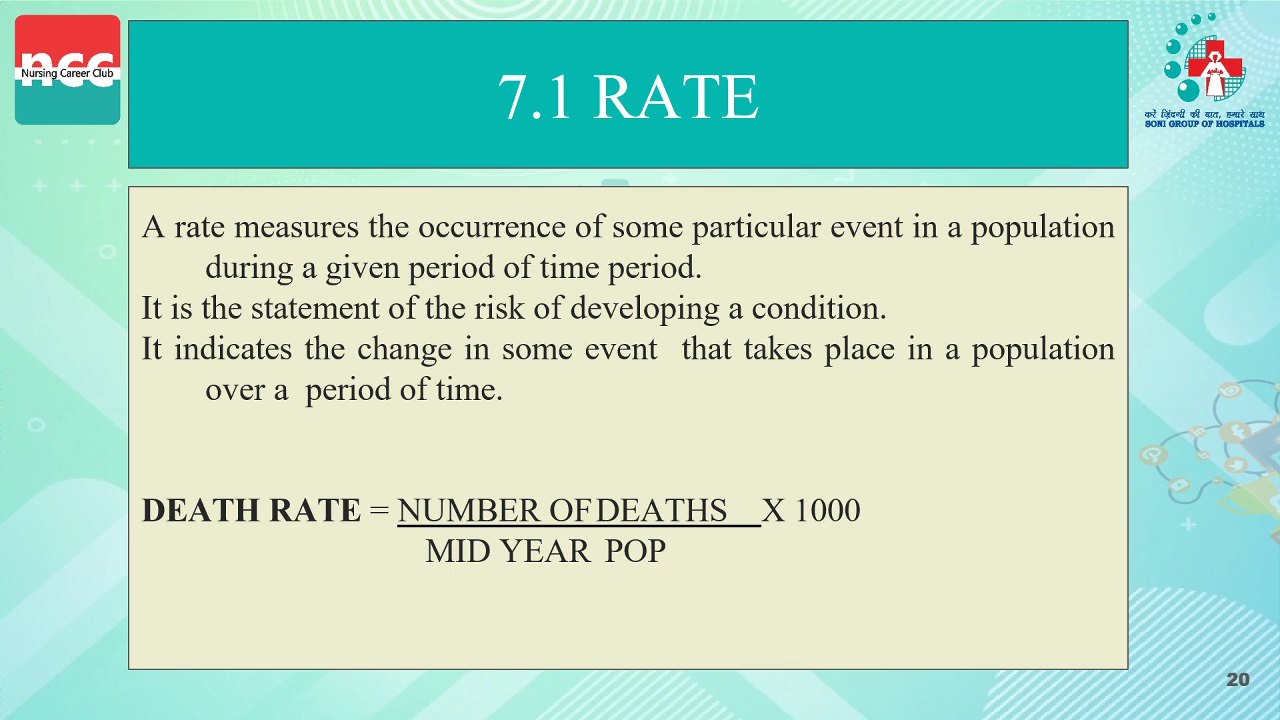 ncc
Nursing Career Club
7.1 RATE
करे ज़िंदगी की बात, हमारे साथ
SONI GROUP OF HOSPITALS
A rate measures the occurrence of some particular event in a population
during a given period of time period.
It is the statement of the risk of developing a condition.
It indicates the change in some event that takes place in a population
over a period of time.
DEATH RATE = NUMBER OF DEATHS X 1000
MID YEAR POP
20